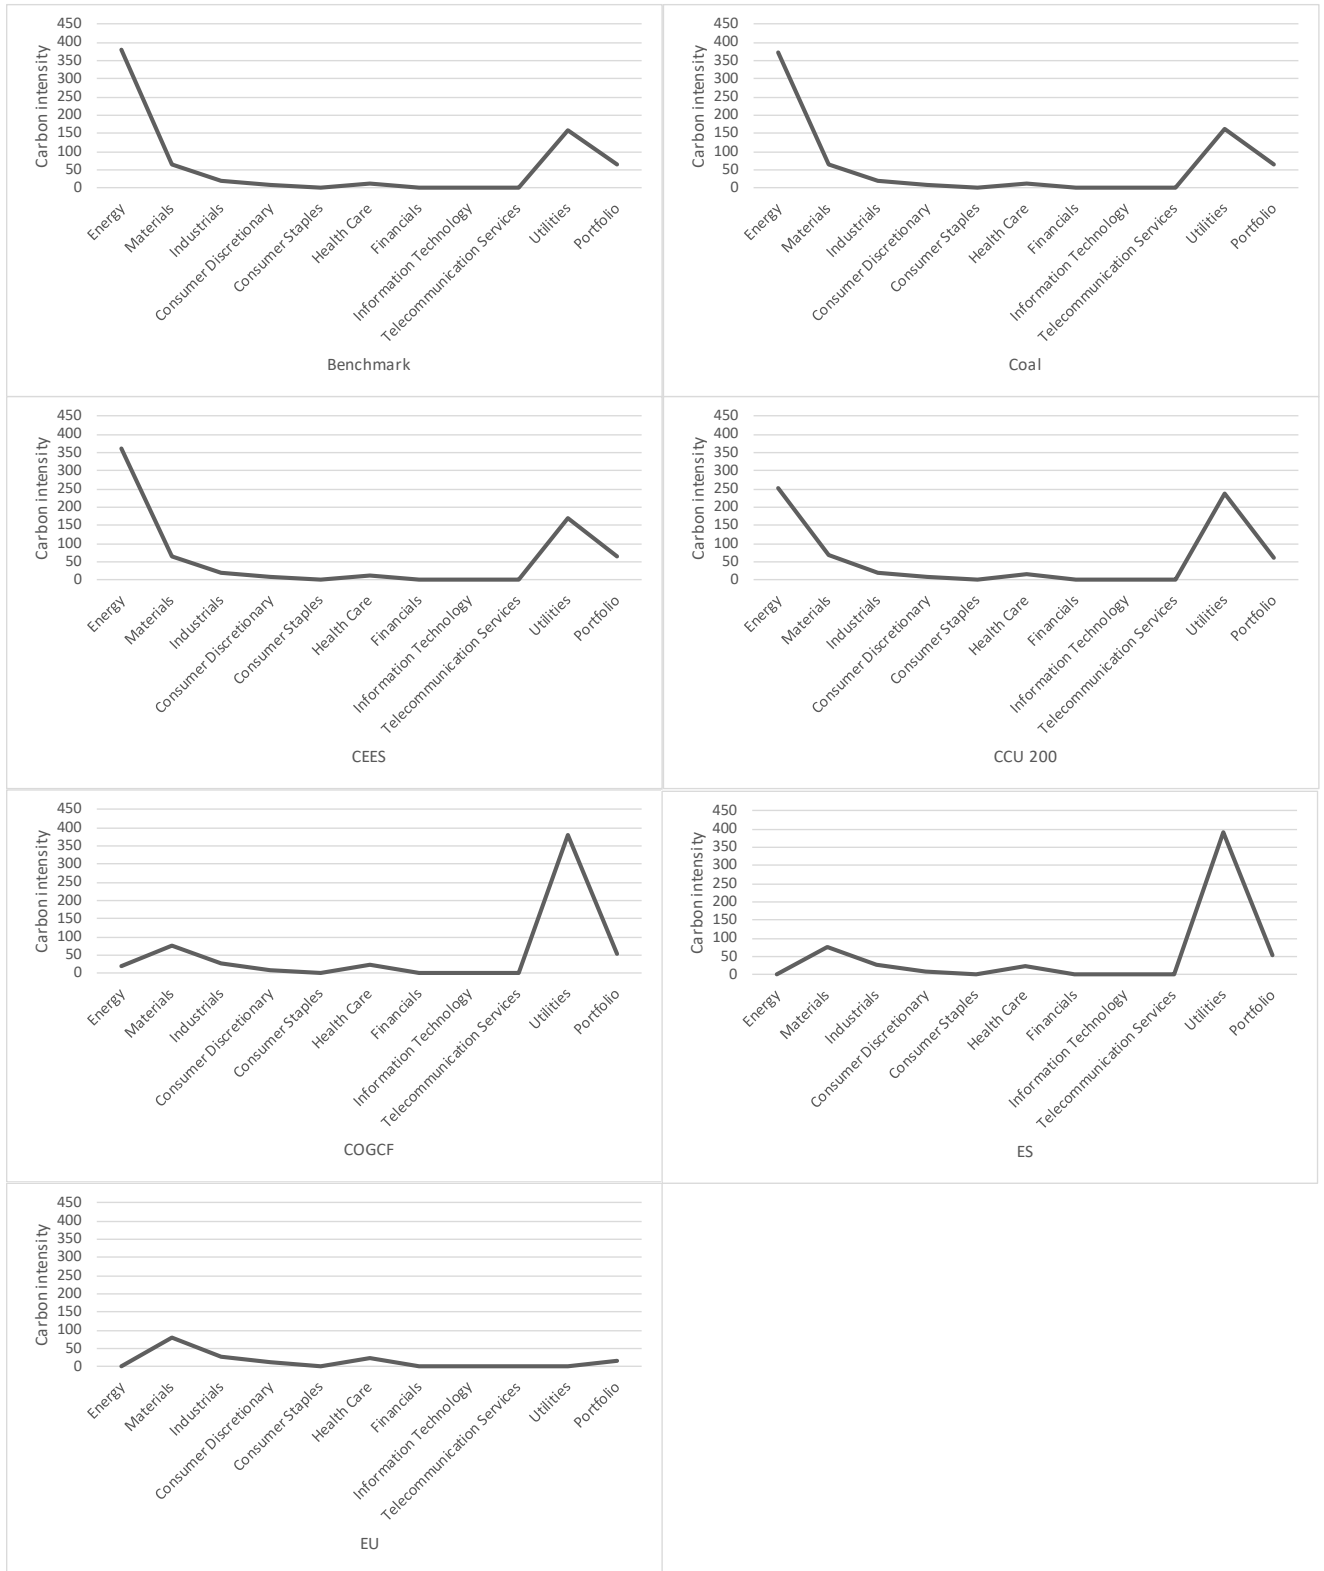 450
400
350
300
250
200
150
100
50
0
Carbon intensity
Energy
Materials
Industrials
Consumer Discretionary
Consumer Staples
Health Care
Financials
Information Technology
Telecommunication Services
Utilities
Portfolio
Benchmark
450
400
350
300
250
200
150
100
50
0
Carbon intensity
Energy
Materials
Industrials
Consumer Discretionary
Consumer Staples
Health Care
Financials
Information Technology
Telecommunication Services
Utilities
Portfolio
Coal
450
400
350
300
250
200
150
100
50
0
Carbon intensity
Energy
Materials
Industrials
Consumer Discretionary
Consumer Staples
Health Care
Financials
Information Technology
Telecommunication Services
Utilities
Portfolio
CEES
450
400
350
300
250
200
150
100
50
0
Carbon intensity
Energy
Materials
Industrials
Consumer Discretionary
Consumer Staples
Health Care
Financials
Information Technology
Telecommunication Services
Utilities
Portfolio
CCU 200
450
400
350
300
250
200
150
100
50
0
Carbon intensity
Energy
Materials
Industrials
Consumer Discretionary
Consumer Staples
Health Care
Financials
Information Technology
Telecommunication Services
Utilities
Portfolio
COGCF
450
400
350
300
250
200
150
100
50
0
Carbon intensity
Energy
Materials
Industrials
Consumer Discretionary
Consumer Staples
Health Care
Financials
Information Technology
Telecommunication Services
Utilities
Portfolio
ES
450
400
350
300
250
200
150
100
50
0
Carbon intensity
Energy
Materials
Industrials
Consumer Discretionary
Consumer Staples
Health Care
Financials
Information Technology
Telecommunication Services
Utilities
Portfolio
EU